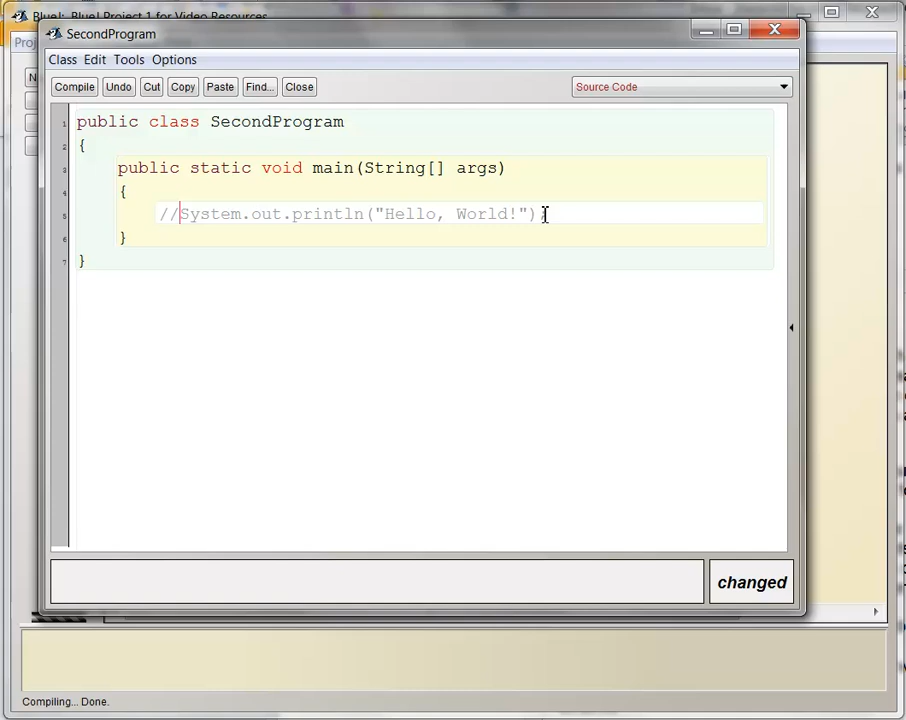 BlueJ: BlueJ Project 1 for Video Resources
SecondProgram
Class Edit Tools Options
Compile Undo Cut Copy Paste Find... Close Source Code
1 public class SecondProgram
2 {
3 public static void main(String[] args)
4 {
5 //System.out.println("Hello, World!");
6 }
7 }
changed
Compiling... Done.